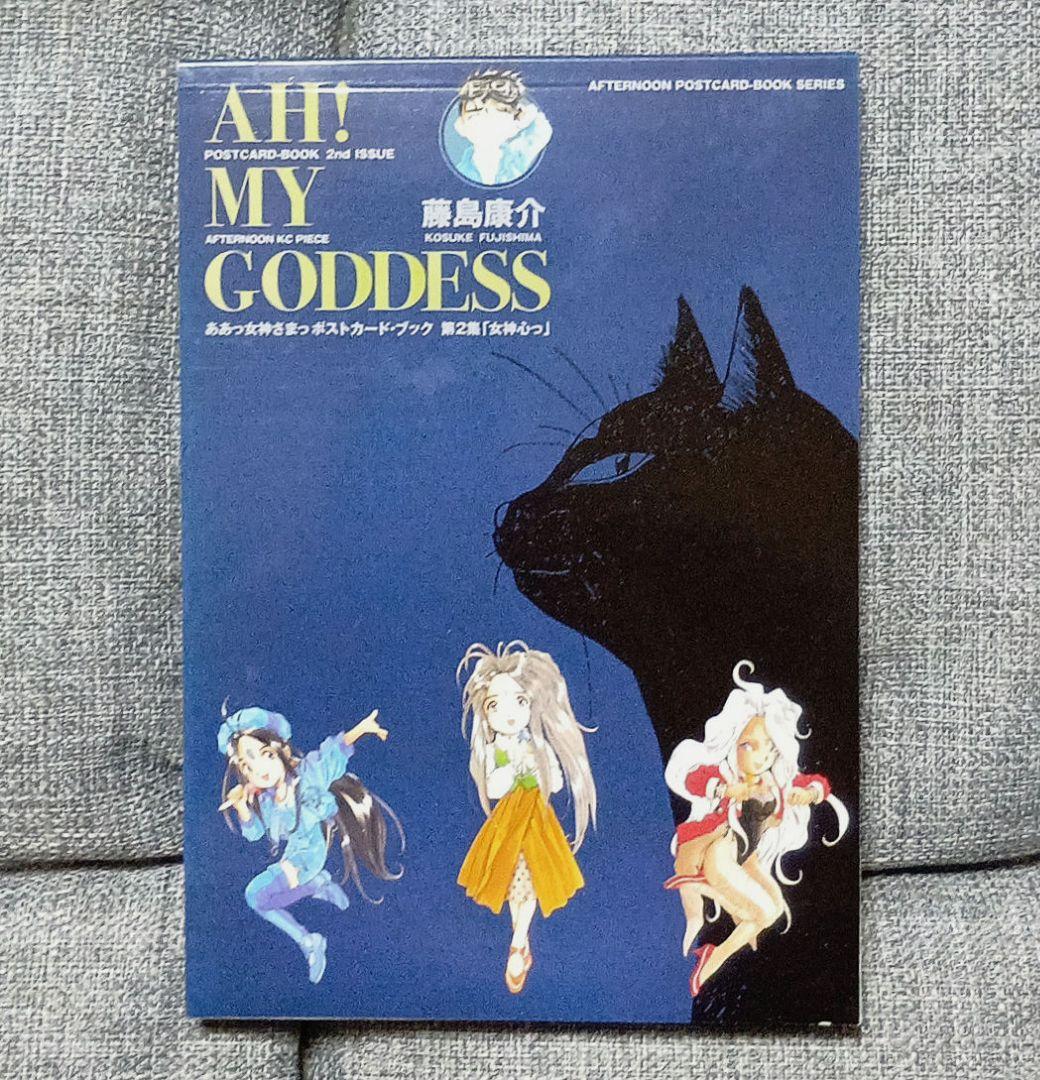 AFTERNOON POSTCARD-BOOK SERIES
AH!
POSTCARD-BOOK 2nd ISSUE
MY
藤島康介
AFTERNOON KC PIECE
KOSUKE FUJISHIMA
GODDESS
ああっ女神さまっポストカード・ブック 第2集「女神心っ」